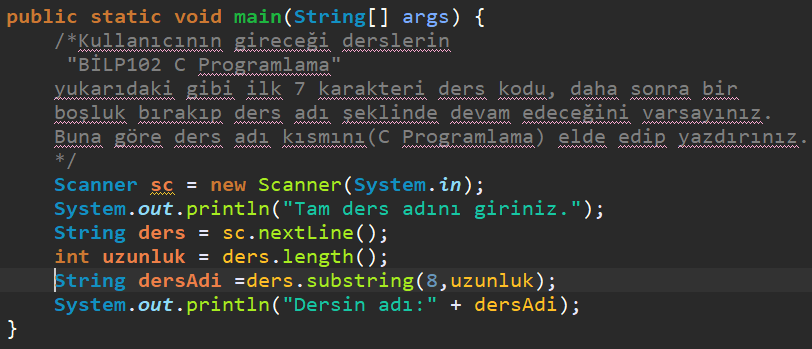 public static void main(String[] args) {
/*Kullanıcının gireceği derslerin
"BİLP102 C Programlama"
yukarıdaki gibi ilk 7 karakteri ders kodu, daha sonra bir
boşluk bırakıp ders adı şeklinde devam edeceğini varsayınız.
Buna göre ders adı kısmını(C Programlama) elde edip yazdırınız.
*/
Scanner sc = new Scanner(System.in);
System.out.println("Tam ders adını giriniz.");
String ders = sc.nextLine();
int uzunluk = ders.length();
String dersAdi =ders.substring(8,uzunluk);
System.out.println("Dersin adı:" + dersAdi);
}